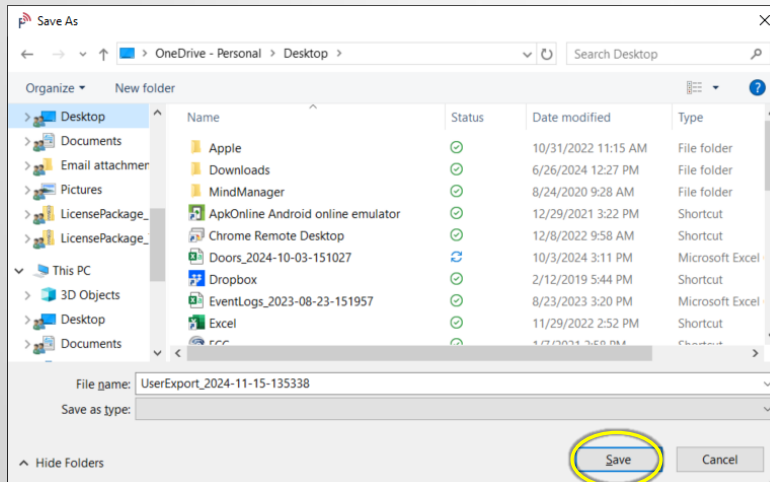 Save As
OneDrive - Personal > Desktop >
Search Desktop
Organize
New folder
Name Status Date modified Type
Desktop
Documents
Email attachmen
Pictures
LicensePackage_
LicensePackage_
This PC
3D Objects
Desktop
Documents
Apple 10/31/2022 11:15 AM File folder
Downloads 6/26/2024 12:27 PM File folder
MindManager 8/24/2020 9:28 AM File folder
ApkOnline Android online emulator 12/29/2021 3:22 PM Shortcut
Chrome Remote Desktop 12/8/2022 9:58 AM Shortcut
Doors_2024-10-03-151027 10/3/2024 3:11 PM Microsoft Excel
Dropbox 2/12/2019 5:44 PM Shortcut
EventLogs_2023-08-23-151957 8/23/2023 3:20 PM Microsoft Excel
Excel 11/29/2022 2:52 PM Shortcut
File name: UserExport_2024-11-15-135338
Save as type:
Hide Folders
Save
Cancel